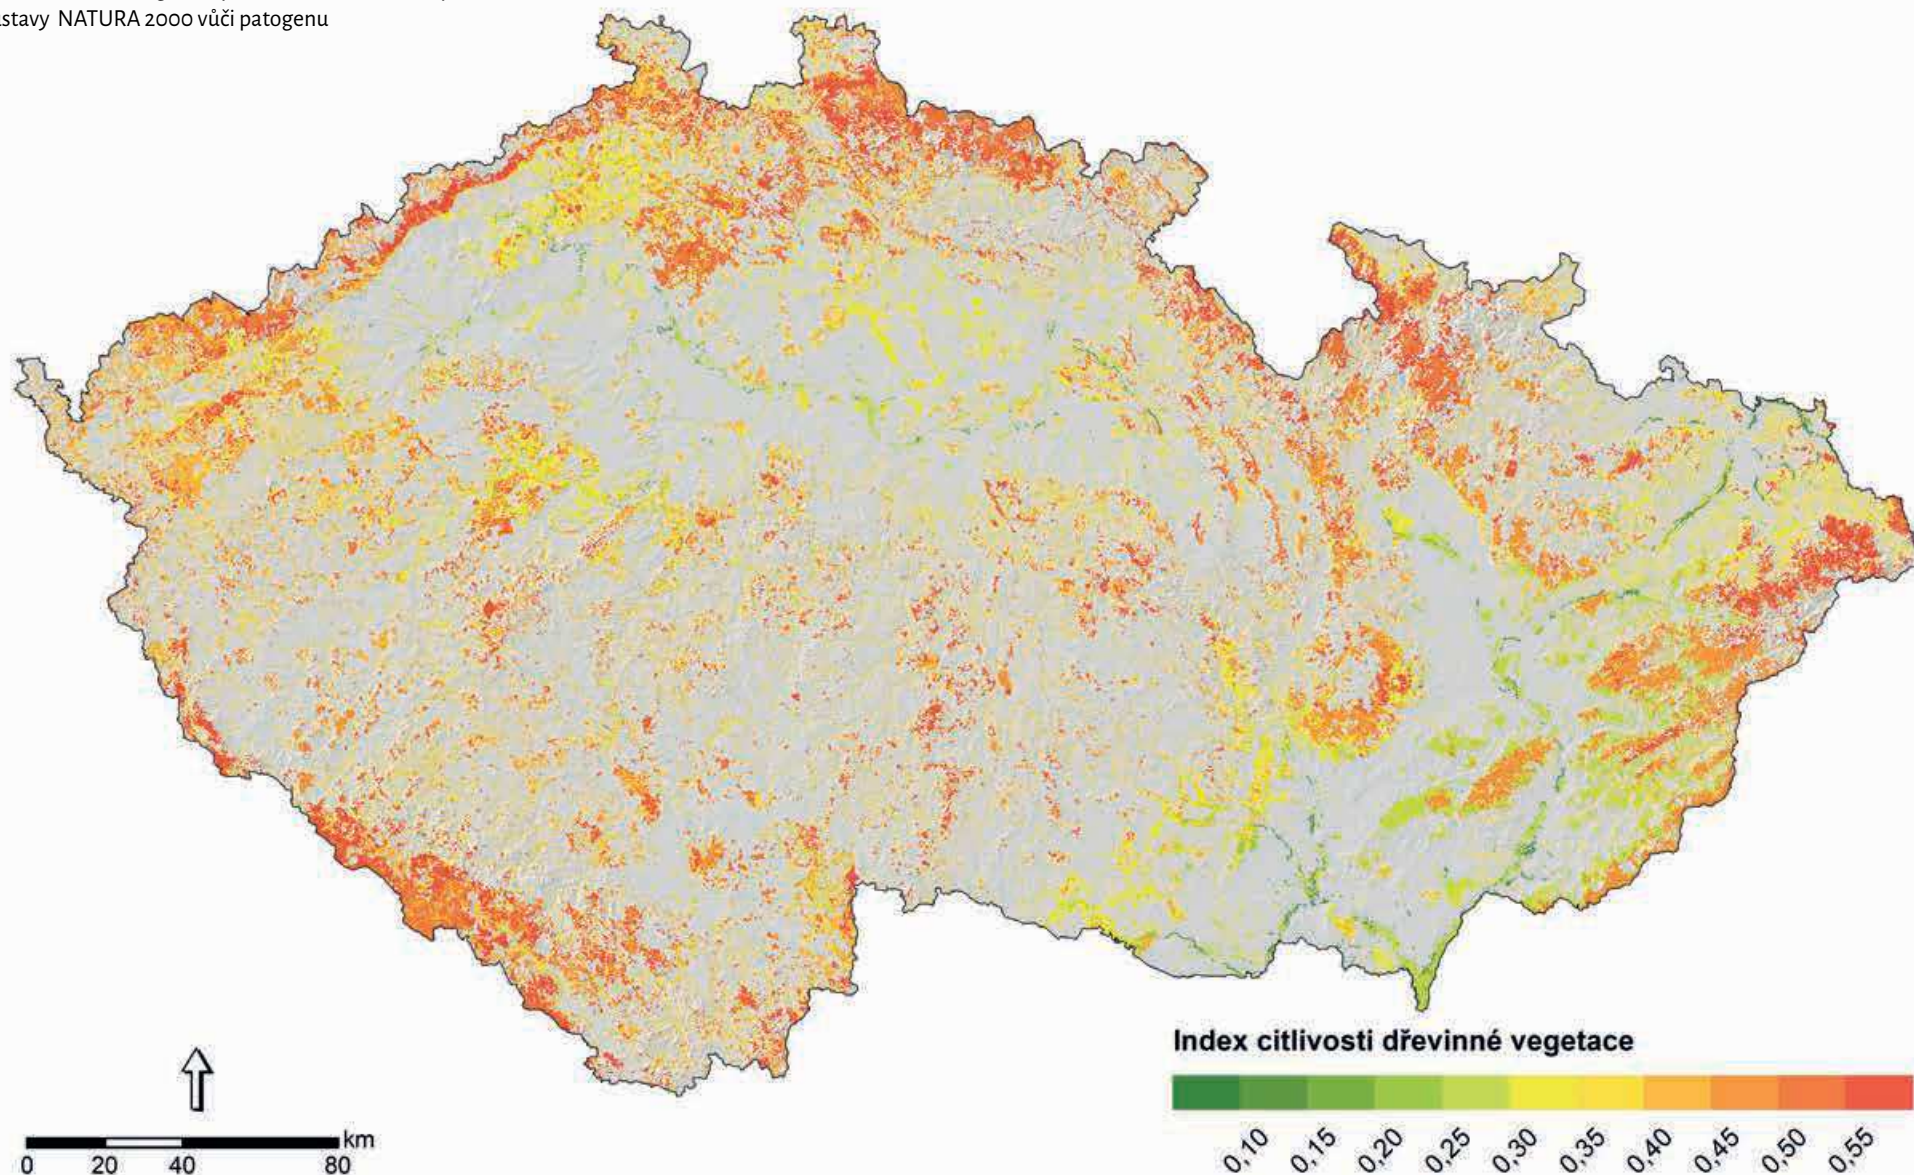 NATURA 2000 vůči patogenu
Index citlivosti dřevinné vegetace
km
0 20 40 80
0,10 0,15 0,20 0,25 0,30 0,35 0,40 0,45 0,50 0,55